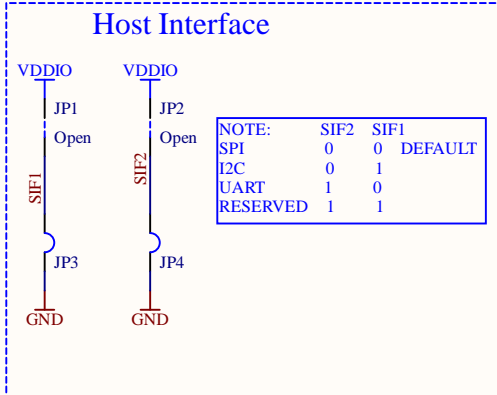 Host Interface
VDDIO VDDIO
JP1 JP2
Open Open
SIF1 SIF2
NOTE: SIF2 SIF1
SPI 0 0 DEFAULT
I2C 0 1
UART 1 0
RESERVED 1 1
JP3 JP4
GND GND